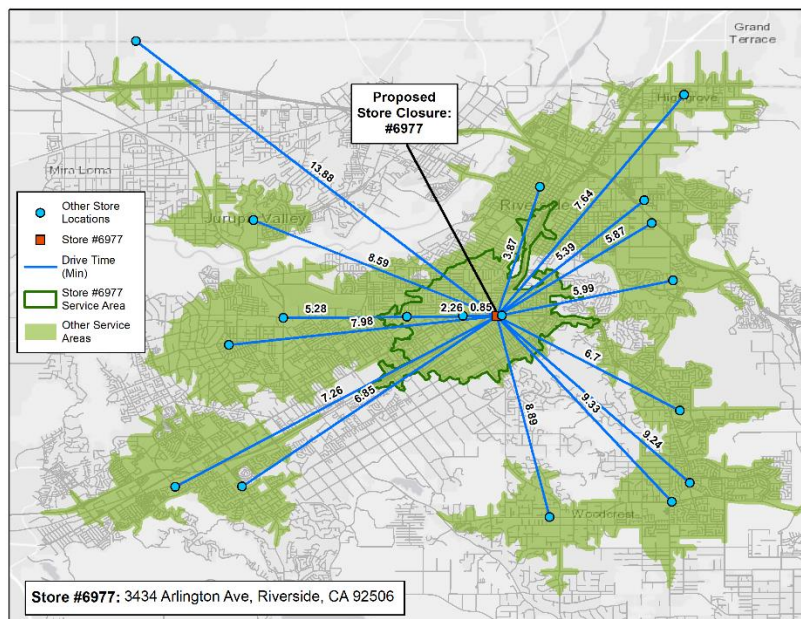 Grand
Terrace
Proposed
Store Closure:
#6977
Highgrove
Mira Loma
13.88
Other Store
Locations
Store #6977
Drive Time
(Min)
Store #6977
Service Area
Other Service
Areas
Jurupa Valley
8.59
3.87
7.64
5.39
5.87
5.99
5.28
2.26
0.85
7.98
7.26
6.85
6.7
8.89
9.33
9.24
Woodcrest
Store #6977: 3434 Arlington Ave, Riverside, CA 92506